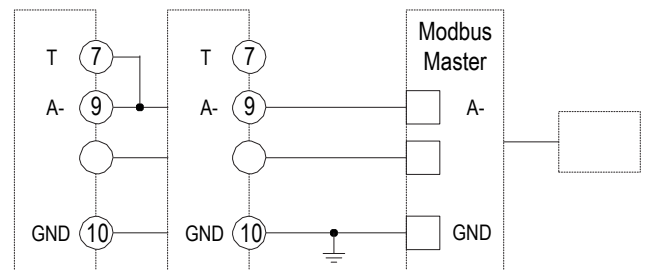 T 7
T 7
Modbus
Master
A- 9
A- 9
A-
GND 10
GND 10
GND